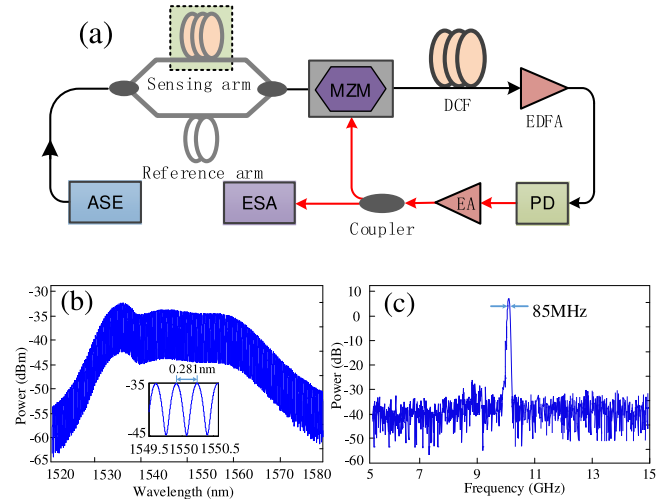 (a)
Sensing arm
MZM
DCF
EDFA
Reference arm
ASE
ESA
Coupler
EA
PD
(b)
-30
-35
-40
-45
-50
-55
-60
-65
Power (dBm)
0.281nm
-35
-45
1549.5 1550 1550.5
1520 1530 1540 1550 1560 1570 1580
Wavelength (nm)
(c)
10
0
-10
-20
-30
-40
-50
-60
Power (dB)
85MHz
5 7 9 11 13 15
Frequency (GHz)